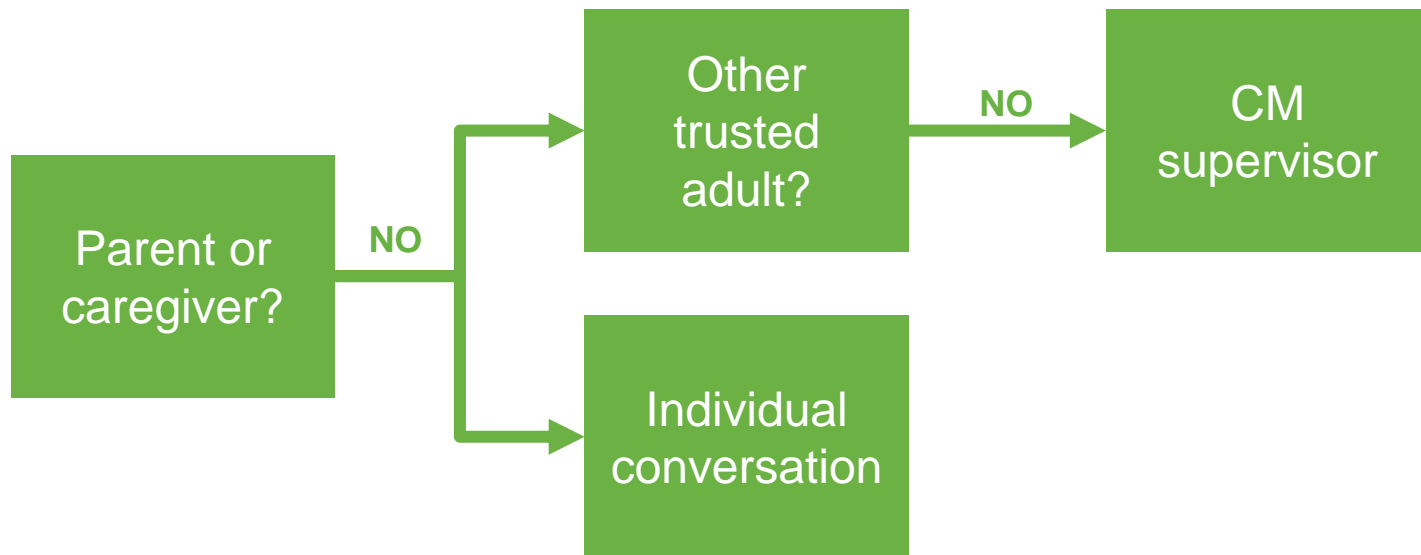 Parent or
caregiver?
NO
Other
trusted
adult?
NO
CM
supervisor
Individual
conversation